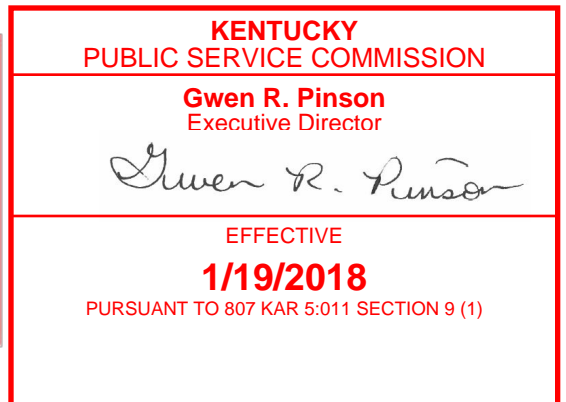 KENTUCKY
PUBLIC SERVICE COMMISSION
Gwen R. Pinson
Executive Director
Gwen R. Pinson
EFFECTIVE
1/19/2018
PURSUANT TO 807 KAR 5:011 SECTION 9 (1)